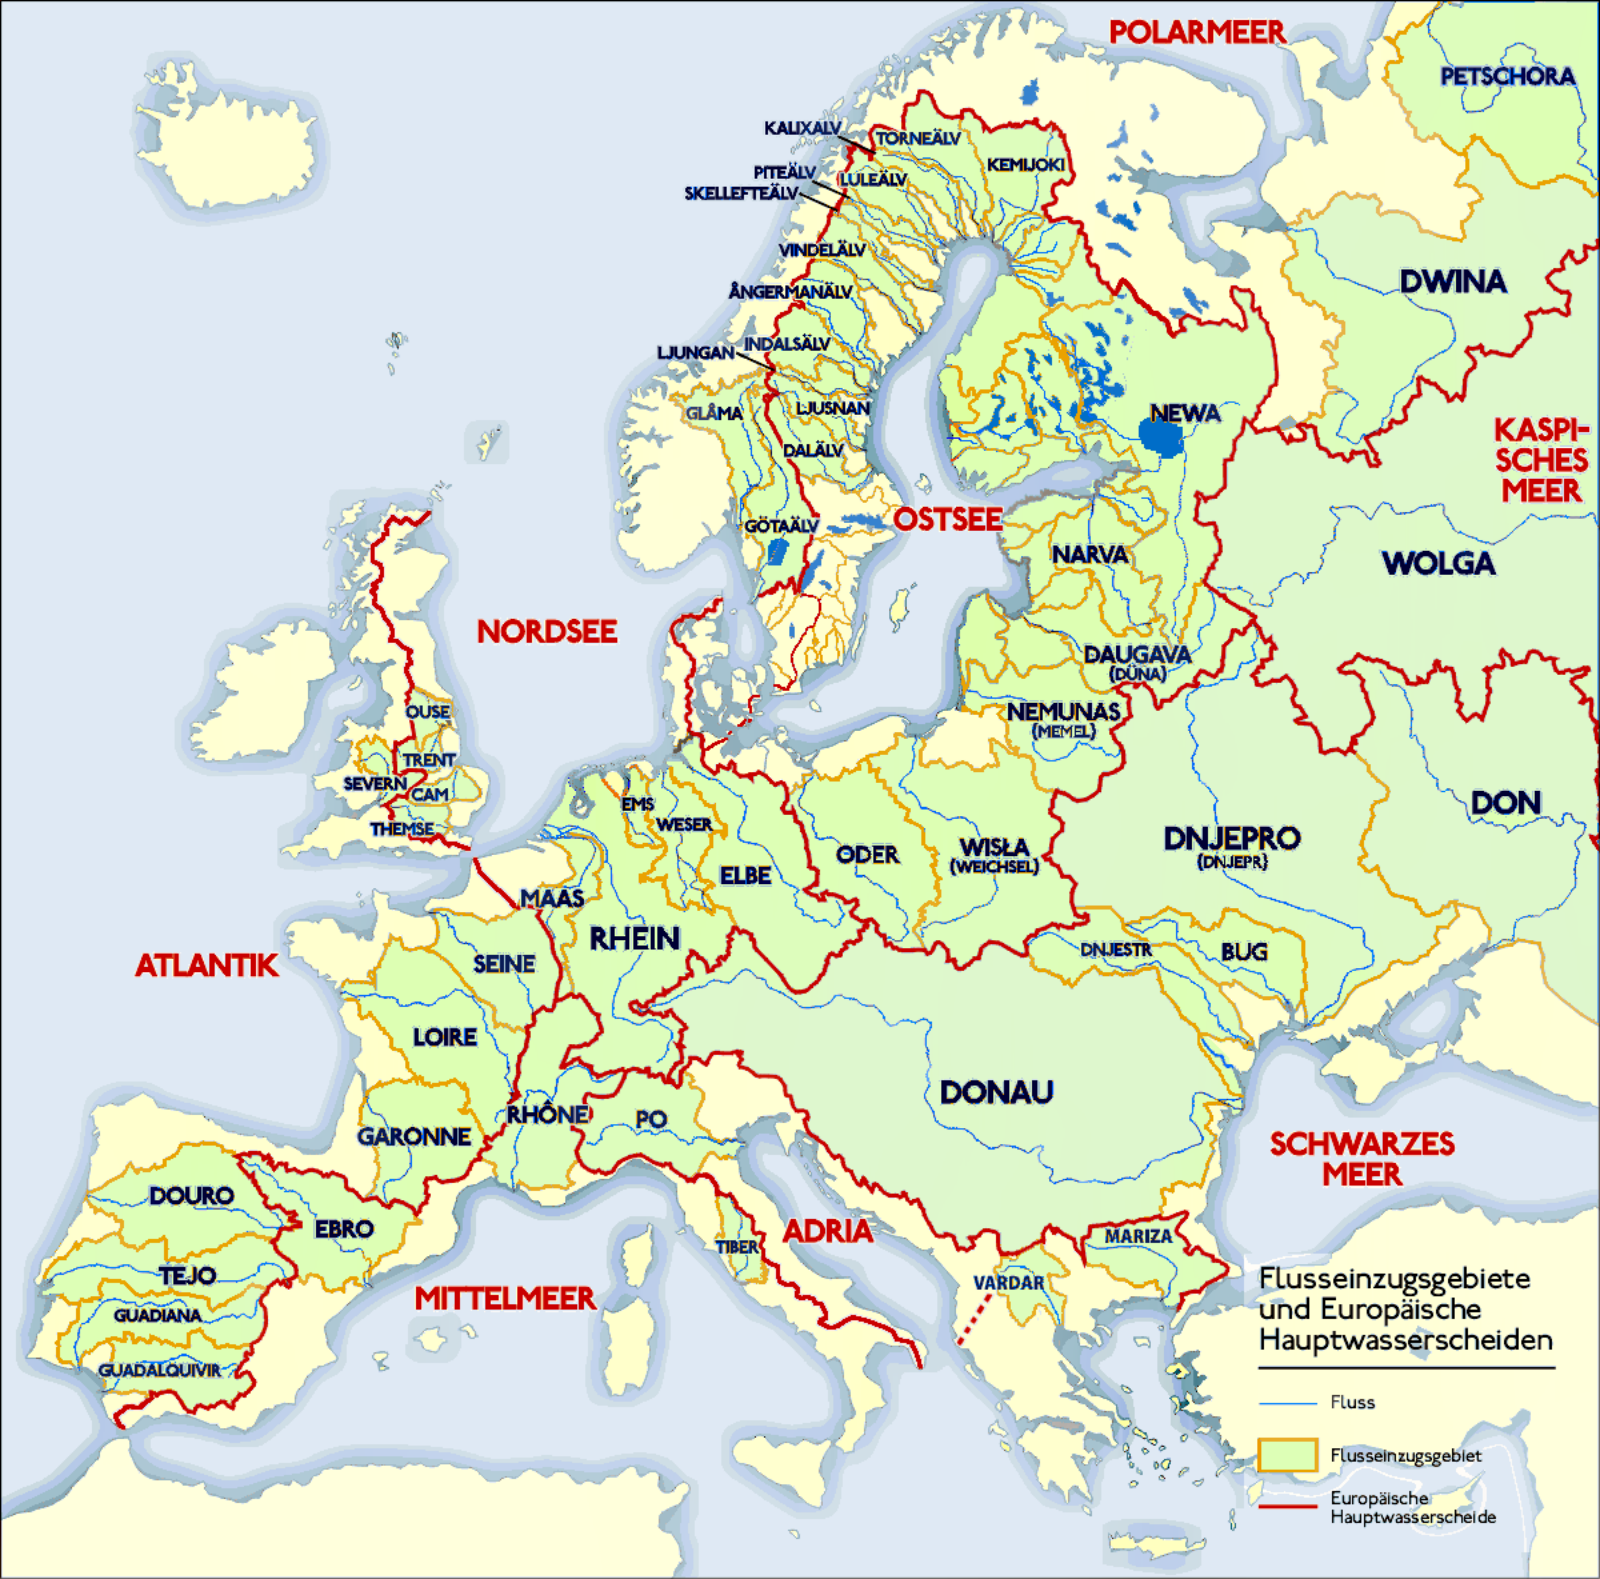 POLARMEER
PETSCHORA
KALIXÄLV
TORNEÄLV
KEMIJOKI
PITEÄLV
LULEÄLV
SKELLEFTEÄLV
VINDELÄLV
DWINA
ÅNGERMANÄLV
INDALSÄLV
LJUNGAN
GLÅMA
LJUSNAN
NEWA
DALÄLV
KASPI-
SCHES
MEER
OSTSEE
GÖTAÄLV
NARVA
WOLGA
NORDSEE
DAUGAVA
(DÜNA)
OUSE
NEMUNAS
(MEMEL)
TRENT
SEVERN
CAM
THEMSE
EMS
WESER
DON
ODER
WISŁA
(WEICHSEL)
DNJEPRO
(DNJEPR)
ELBE
MAAS
RHEIN
DNJESTR
BUG
ATLANTIK
SEINE
LOIRE
DONAU
RHÔNE
PO
GARONNE
SCHWARZES
MEER
DOURO
EBRO
ADRIA
MARIZA
TIBER
TEJO
VARDAR
MITTELMEER
GUADIANA
GUADALQUIVIR
Flusseinzugsgebiete
und Europäische
Hauptwasserscheiden
Fluss
Flusseinzugsgebiet
Europäische
Hauptwasserscheide